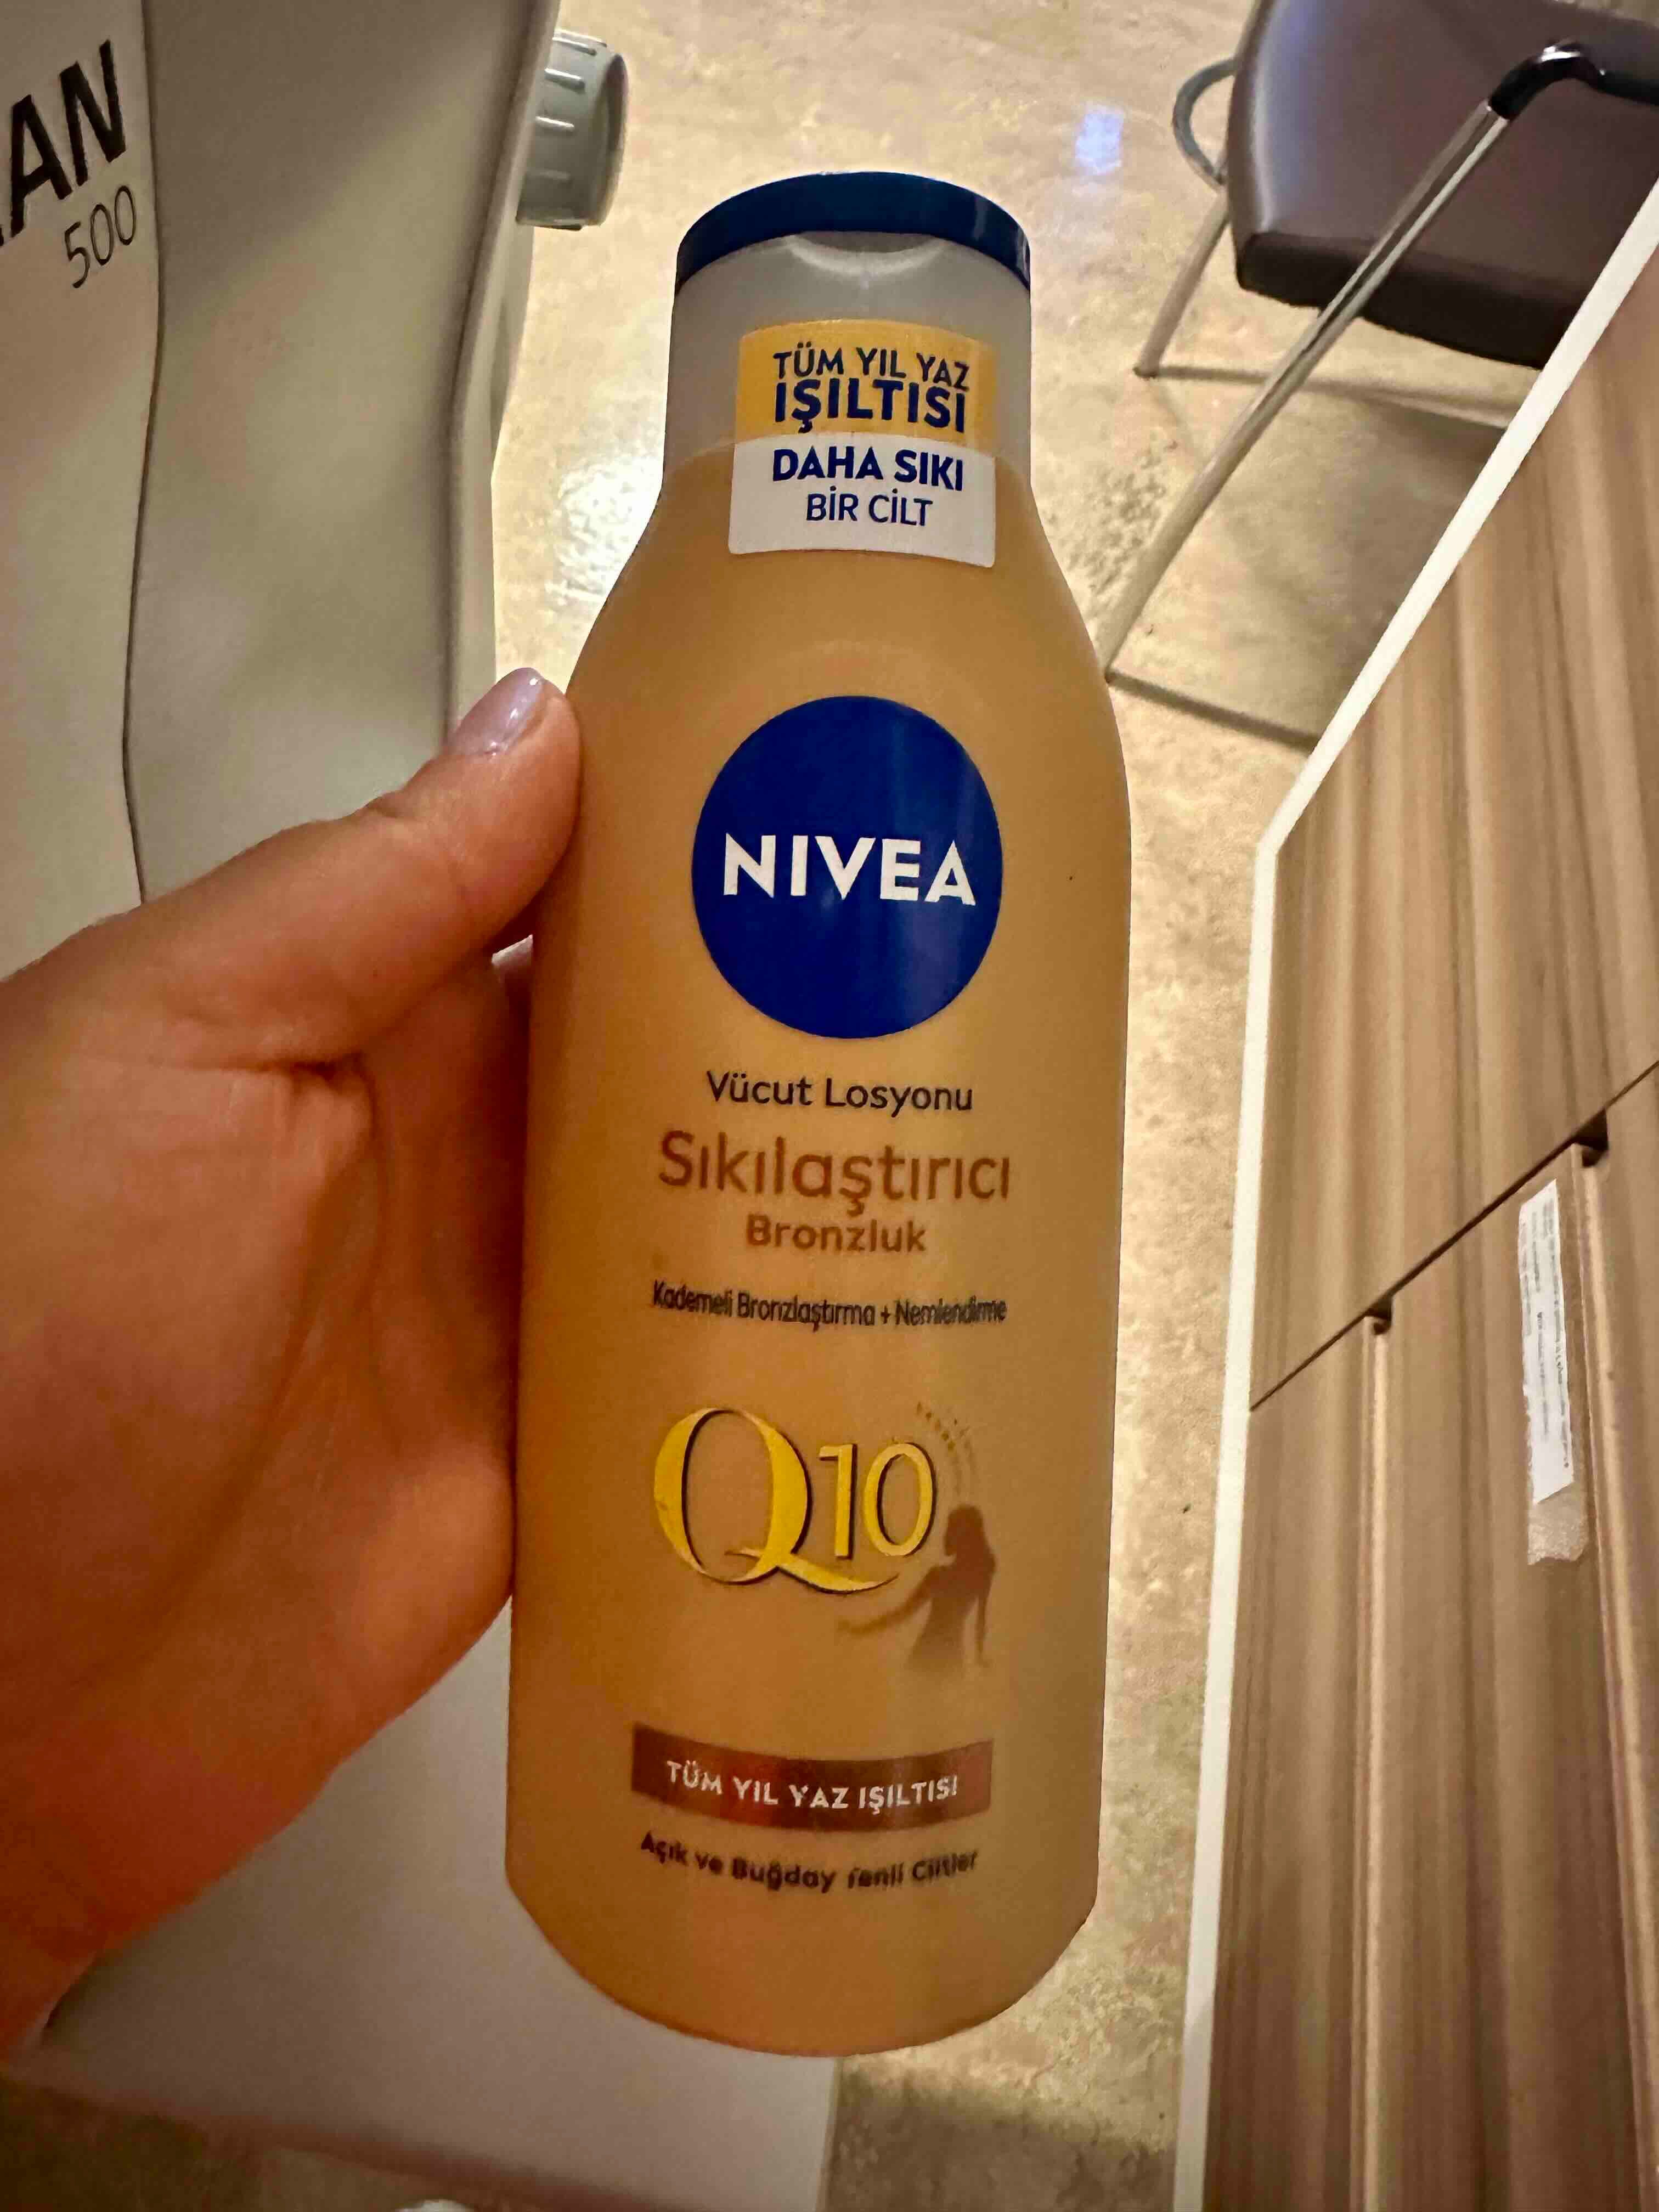 AN
500
TÜM YIL YAZ
IŞILTISI
DAHA SIKI
BİR CİLT
NIVEA
Vücut Losyonu
Sıkılaştırıcı
Bronzluk
Kademeli Bronzlaştırma + Nemlendirme
Q10
TÜM YIL YAZ IŞILTISI
Açık ve Buğday Tenli Ciltler